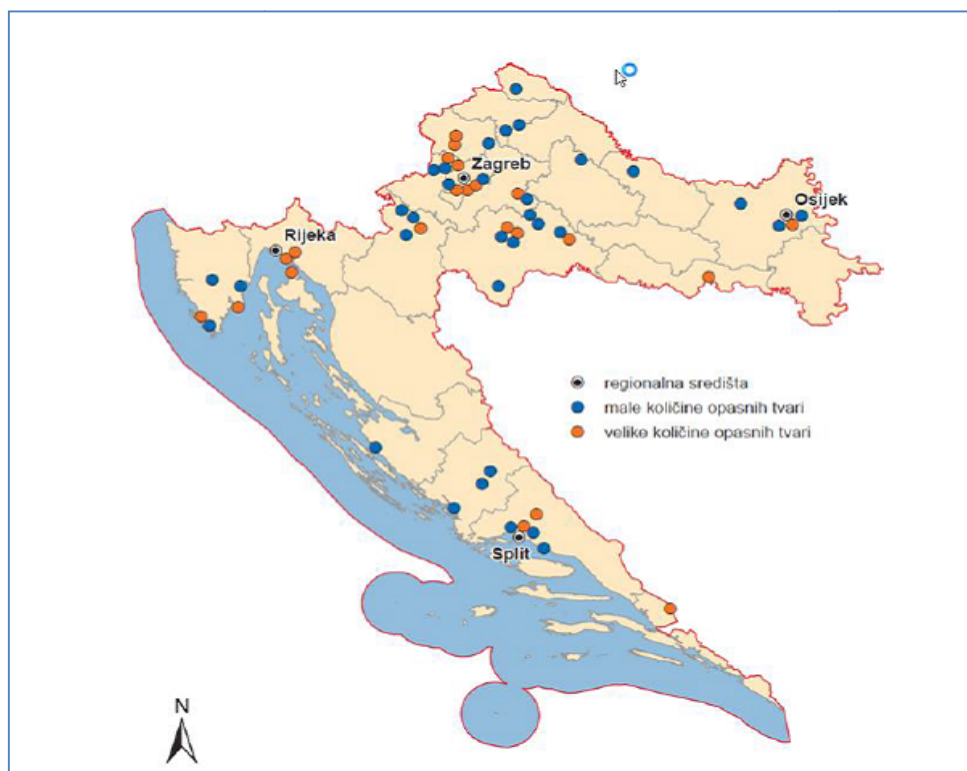 Zagreb
Osijek
Rijeka
regionalna središta
male količine opasnih tvari
velike količine opasnih tvari
Split
N